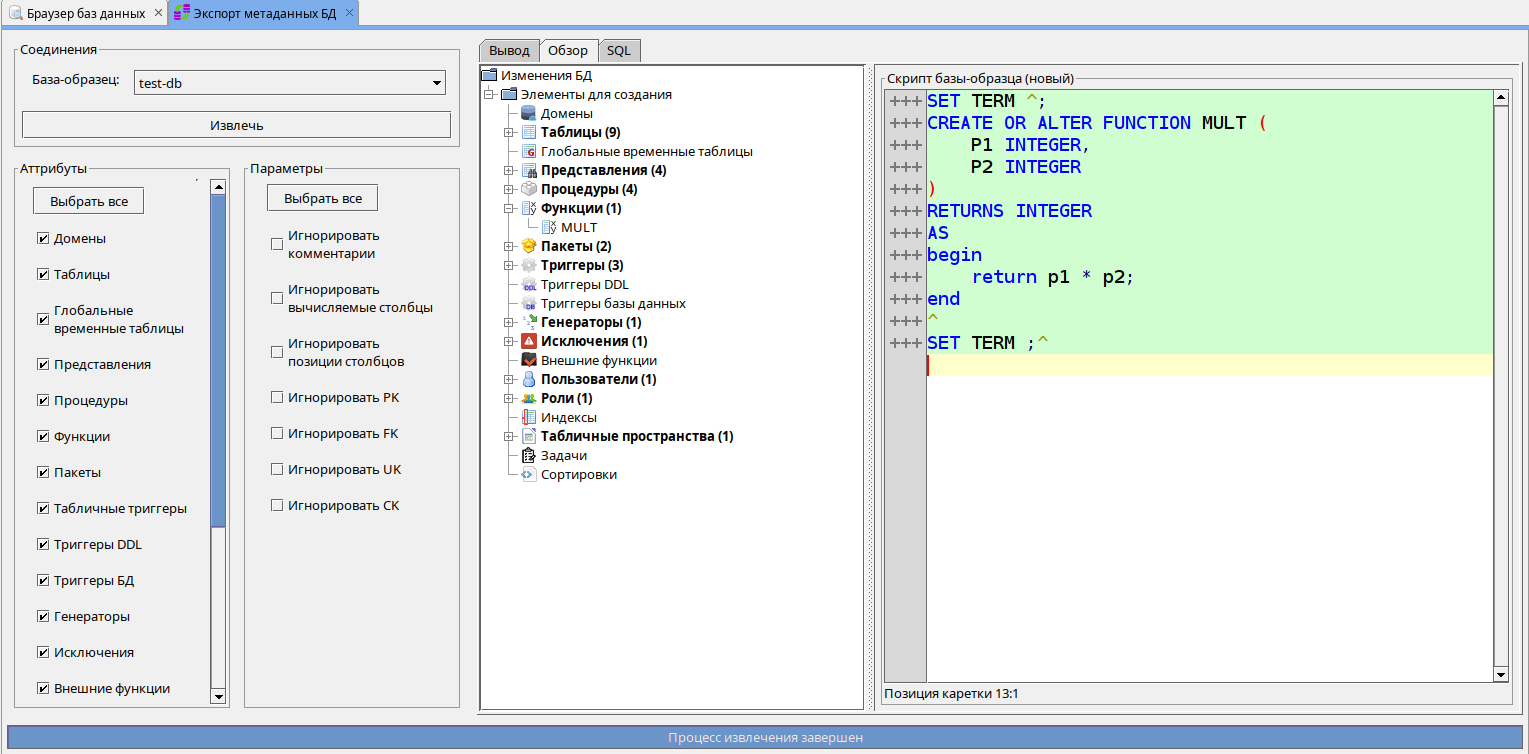 Браузер баз данных
Экспорт метаданных БД
Соединения
База-образец:
test-db
Извлечь
Аттрибуты
Выбрать все
Домены
Таблицы
Глобальные
временные таблицы
Представления
Процедуры
Функции
Пакеты
Табличные триггеры
Триггеры DDL
Триггеры БД
Генераторы
Исключения
Внешние функции
Параметры
Выбрать все
Игнорировать
комментарии
Игнорировать
вычисляемые столбцы
Игнорировать
позиции столбцов
Игнорировать PK
Игнорировать FK
Игнорировать UK
Игнорировать CK
Вывод
Обзор
SQL
Изменения БД
Элементы для создания
Домены
Таблицы (9)
Глобальные временные таблицы
Представления (4)
Процедуры (4)
Функции (1)
MULT
Пакеты (2)
Триггеры (3)
Триггеры DDL
Триггеры базы данных
Генераторы (1)
Исключения (1)
Внешние функции
Пользователи (1)
Роли (1)
Индексы
Табличные пространства (1)
Задачи
Сортировки
Скрипт базы-образца (новый)
+++SET TERM ^;
+++CREATE OR ALTER FUNCTION MULT (
+++    P1 INTEGER,
+++    P2 INTEGER
+++)
+++RETURNS INTEGER
+++AS
+++begin
+++    return p1 * p2;
+++end
+++^
+++SET TERM ;^
Позиция каретки 13:1
Процесс извлечения завершен